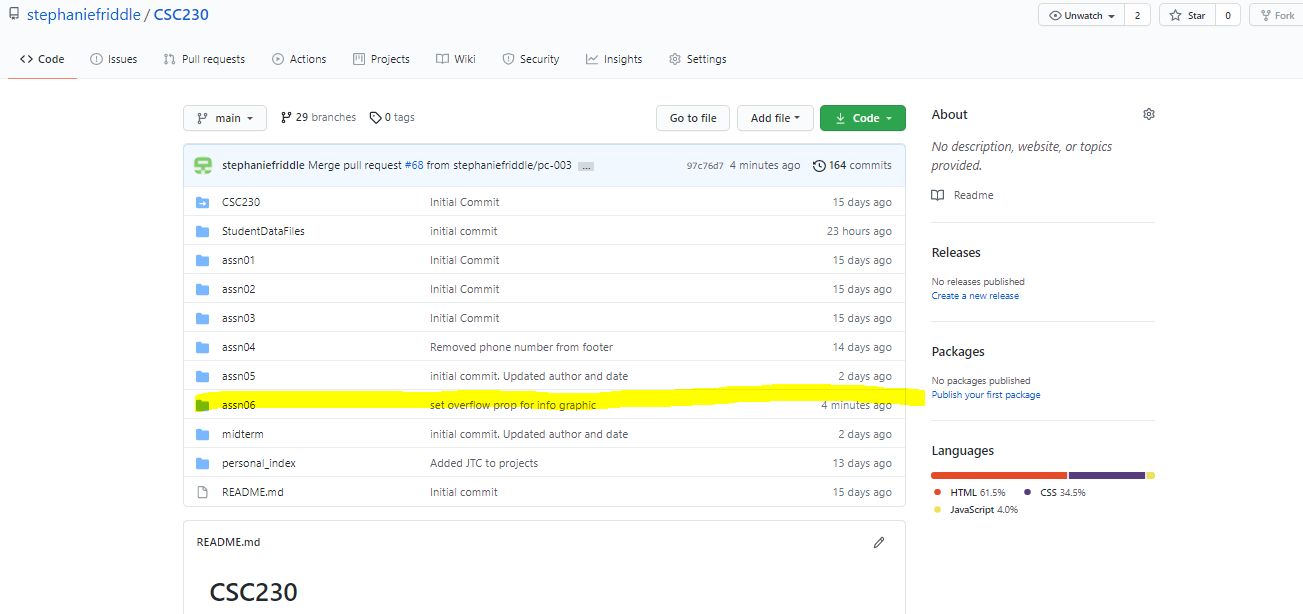 stephaniefriddle / CSC230
Unwatch 2 Star 0 Fork
Code Issues Pull requests Actions Projects Wiki Security Insights Settings
main 29 branches 0 tags Go to file Add file Code
stephaniefriddle Merge pull request #68 from stephaniefriddle/pc-003 ... 97c76d7 4 minutes ago 164 commits
CSC230 Initial Commit 15 days ago
StudentDataFiles initial commit 23 hours ago
assn01 Initial Commit 15 days ago
assn02 Initial Commit 15 days ago
assn03 Initial Commit 15 days ago
assn04 Removed phone number from footer 14 days ago
assn05 initial commit. Updated author and date 2 days ago
assn06 set overflow prop for info graphic 4 minutes ago
midterm initial commit. Updated author and date 2 days ago
personal_index Added JTC to projects 13 days ago
README.md Initial commit 15 days ago
README.md
CSC230
About
No description, website, or topics
provided.
Readme
Releases
No releases published
Create a new release
Packages
No packages published
Publish your first package
Languages
HTML 61.5% CSS 34.5%
JavaScript 4.0%